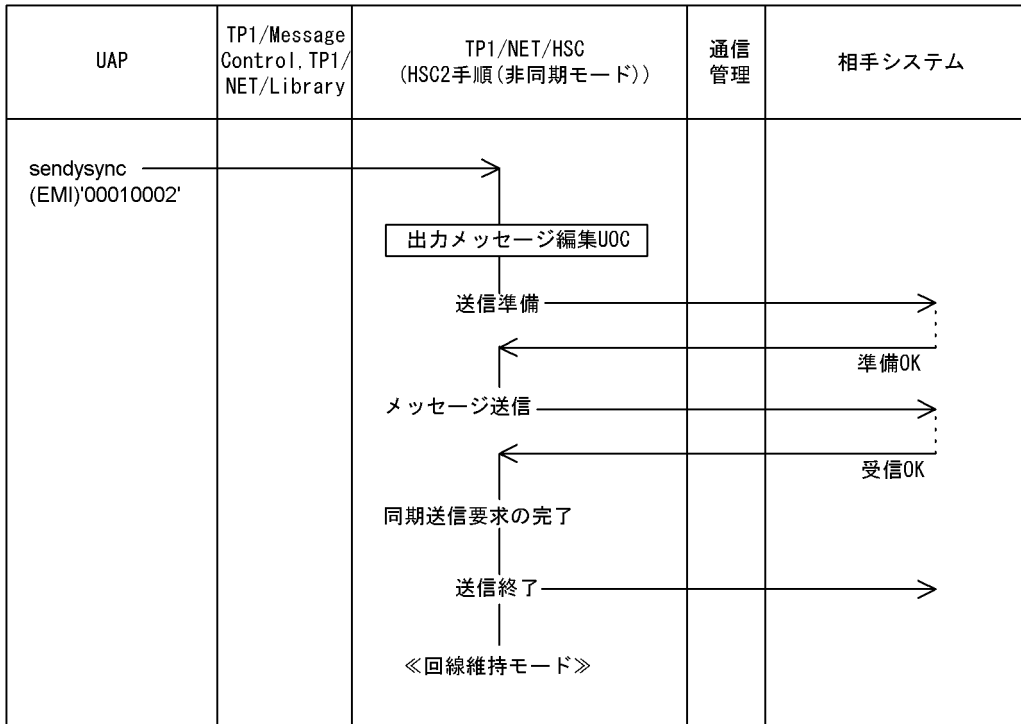 UAP
TP1/Message
Control,TP1/
NET/Library
TP1/NET/HSC
(HSC2手順(非同期モード))
通信
管理
相手システム
sendysync
(EMI)'00010002'
出力メッセージ編集UOC
送信準備
準備OK
メッセージ送信
受信OK
同期送信要求の完了
送信終了
≪回線維持モード≫